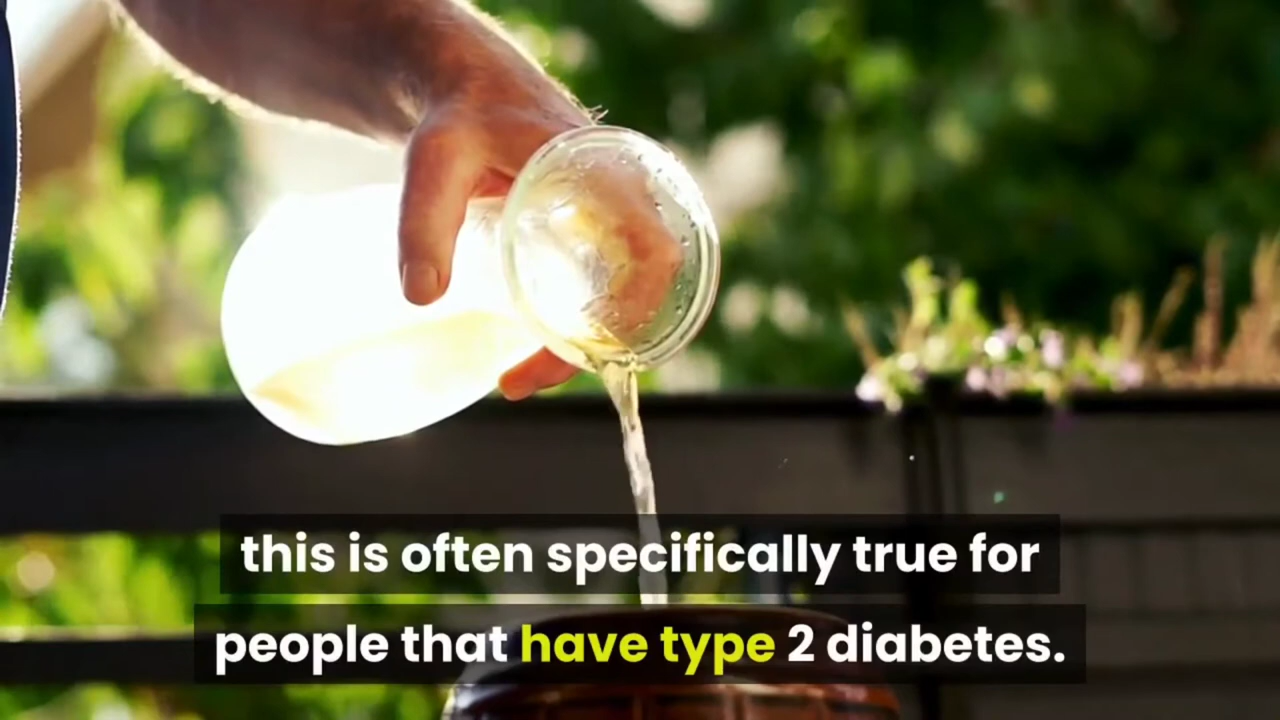 this is often specifically true for
people that have type 2 diabetes.